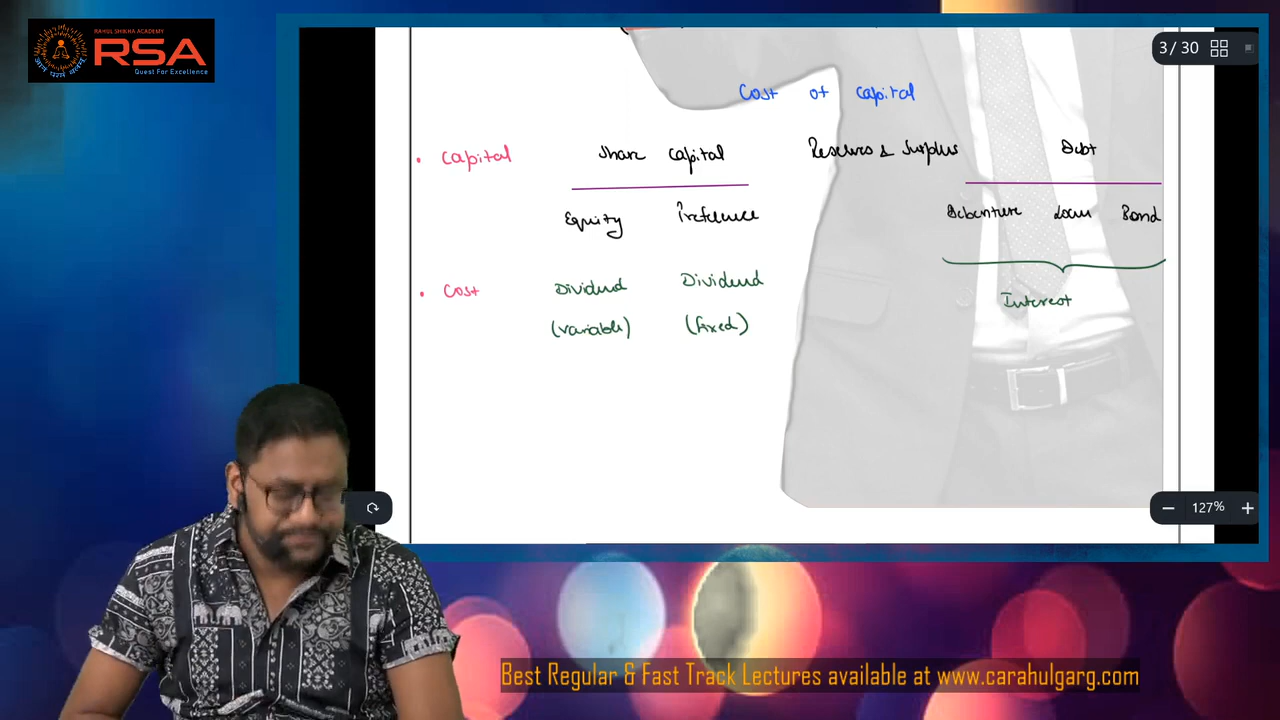 RAHUL SHIKHA ACADEMY
RSA
Quest For Excellence
3 / 30
Cost of capital
• Capital Share Capital Reserves & Surplus Debt
Equity Preference Debenture Loan Bond
• Cost Dividend Dividend Interest
(variable) (fixed)
127%
Best Regular & Fast Track Lectures available at www.carahulgarg.com